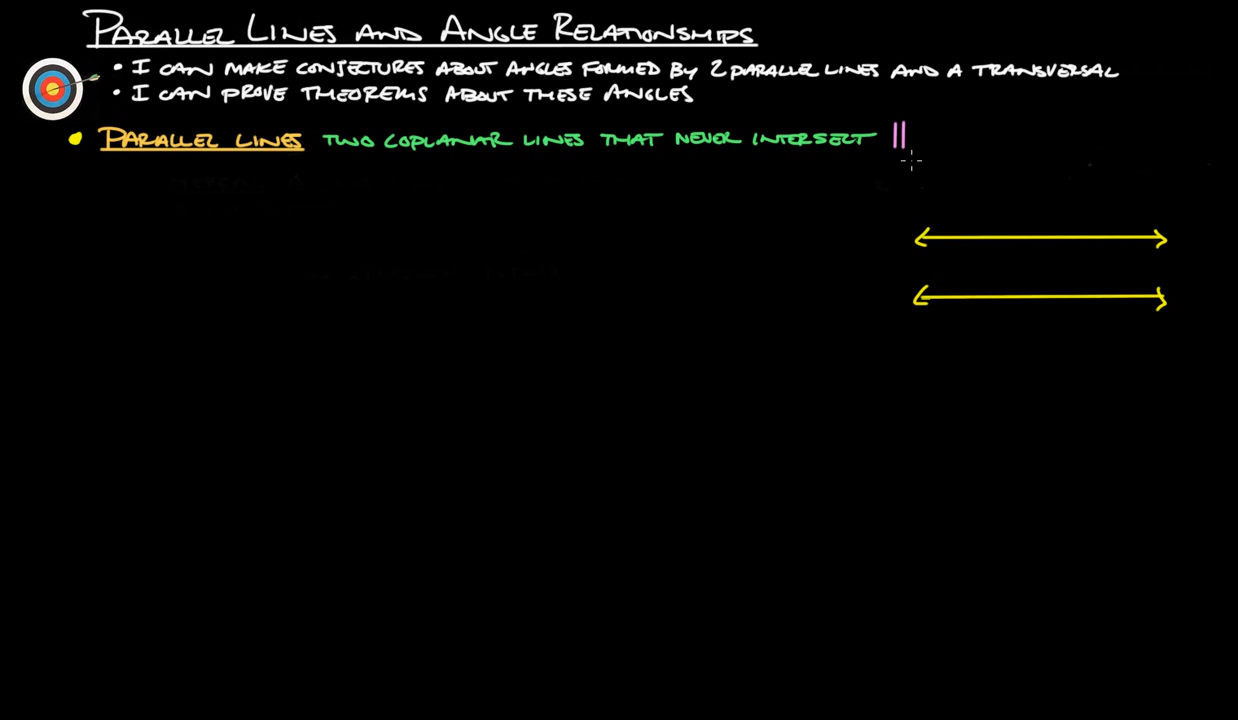 PARALLEL LINES AND ANGLE RELATIONSHIPS
• I CAN MAKE CONJECTURES ABOUT ANGLES FORMED BY 2 PARALLEL LINES AND A TRANSVERSAL
• I CAN PROVE THEOREMS ABOUT THESE ANGLES
• PARALLEL LINES TWO COPLANAR LINES THAT NEVER INTERSECT ||